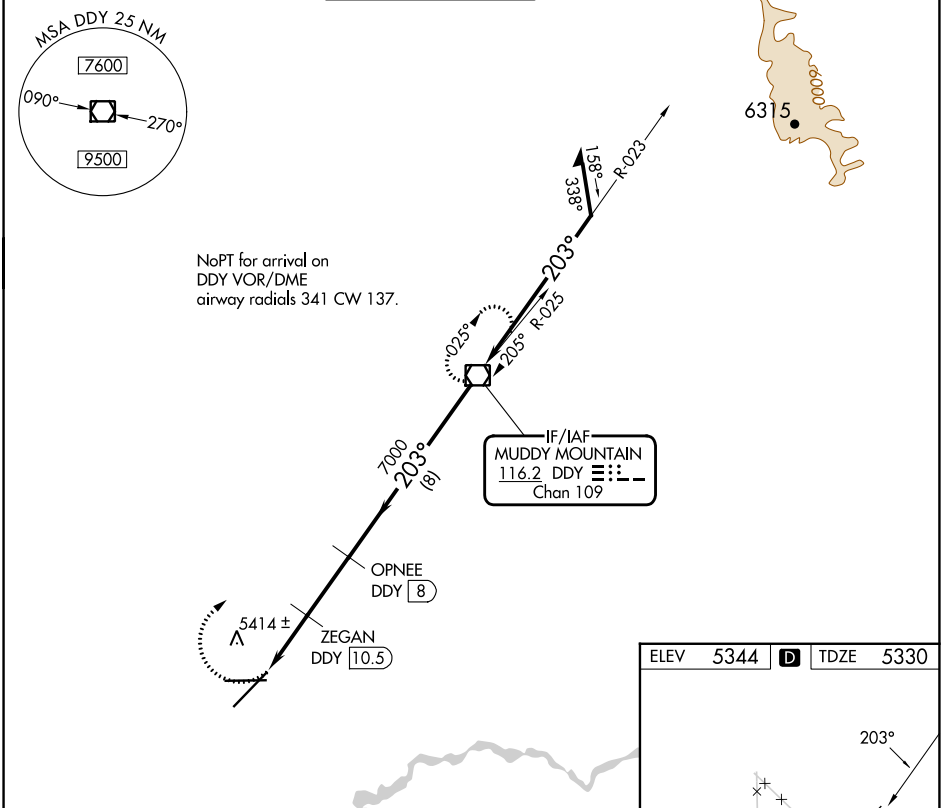 MSA DDY 25 NM
7600
090°
270°
9500
6000
6315
158°
338°
R-023
NoPT for arrival on
DDY VOR/DME
airway radials 341 CW 137.
203°
R-025
025°
205°
IF/IAF
MUDDY MOUNTAIN
116.2 DDY
Chan 109
7000
203°
(8)
OPNEE
DDY 8
5414 ±
ZEGAN
DDY 10.5
ELEV 5344 D TDZE 5330
203°